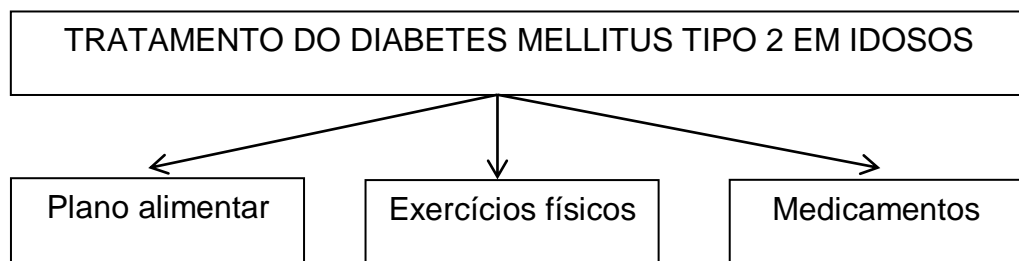 TRATAMENTO DO DIABETES MELLITUS TIPO 2 EM IDOSOS
Plano alimentar
Exercícios físicos
Medicamentos